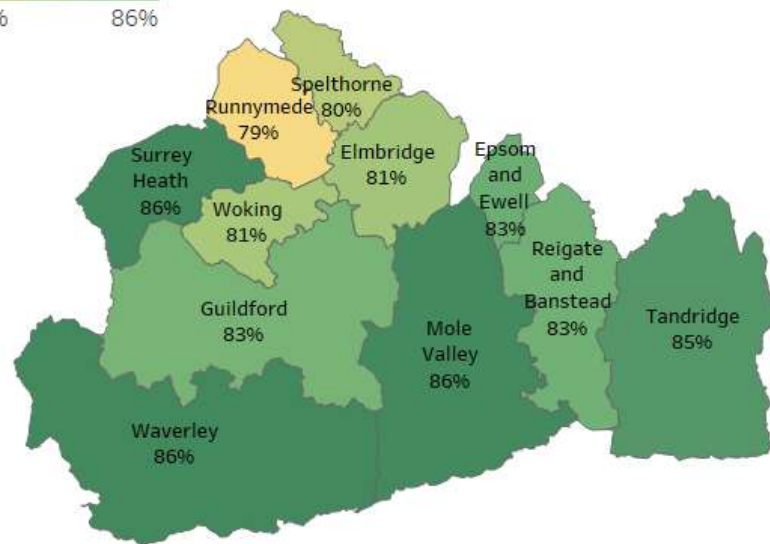 %
86%
Spelthorne
80%
Runnymede
79%
Elmbridge
81%
Epsom
and
Ewell
83%
Surrey
Heath
86%
Woking
81%
Reigate
and
Banstead
83%
Guildford
83%
Mole
Valley
86%
Tandridge
85%
Waverley
86%